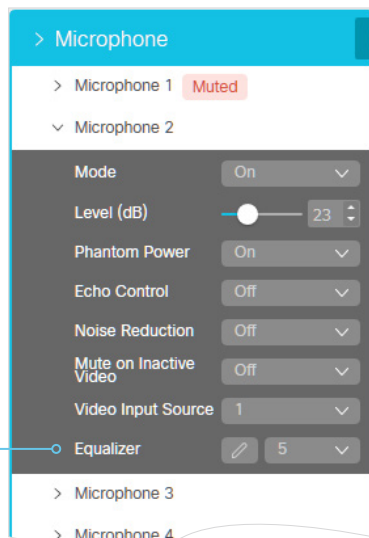 Microphone
Microphone 1 Muted
Microphone 2
Mode On
Level (dB) 23
Phantom Power On
Echo Control Off
Noise Reduction Off
Mute on Inactive
Video Off
Video Input Source 1
Equalizer 5
Microphone 3
Microphone 4